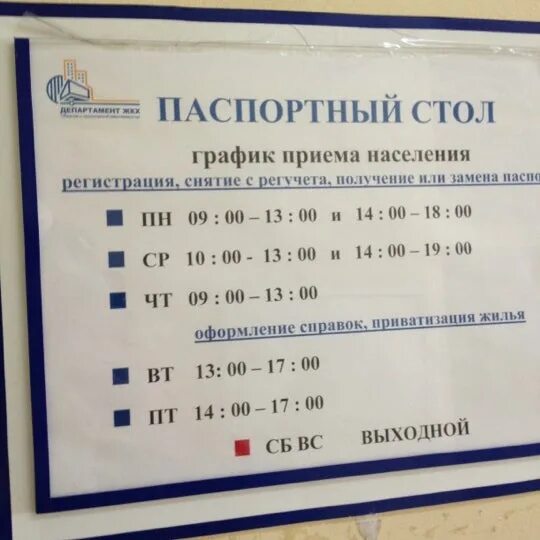 ДЕПАРТАМЕНТ ЖКХ
ПАСПОРТНЫЙ СТОЛ
график приема населения
регистрация, снятие с регучета, получение или замена паспо
ПН 09 : 00 – 13 : 00 и 14 : 00 – 18 : 00
СР 10 : 00 - 13 : 00 и 14 : 00 – 19 : 00
ЧТ 09 : 00 – 13 : 00
оформление справок, приватизация жилья
ВТ 13: 00 – 17 : 00
ПТ 14 : 00 – 17 : 00
СБ ВС ВЫХОДНОЙ